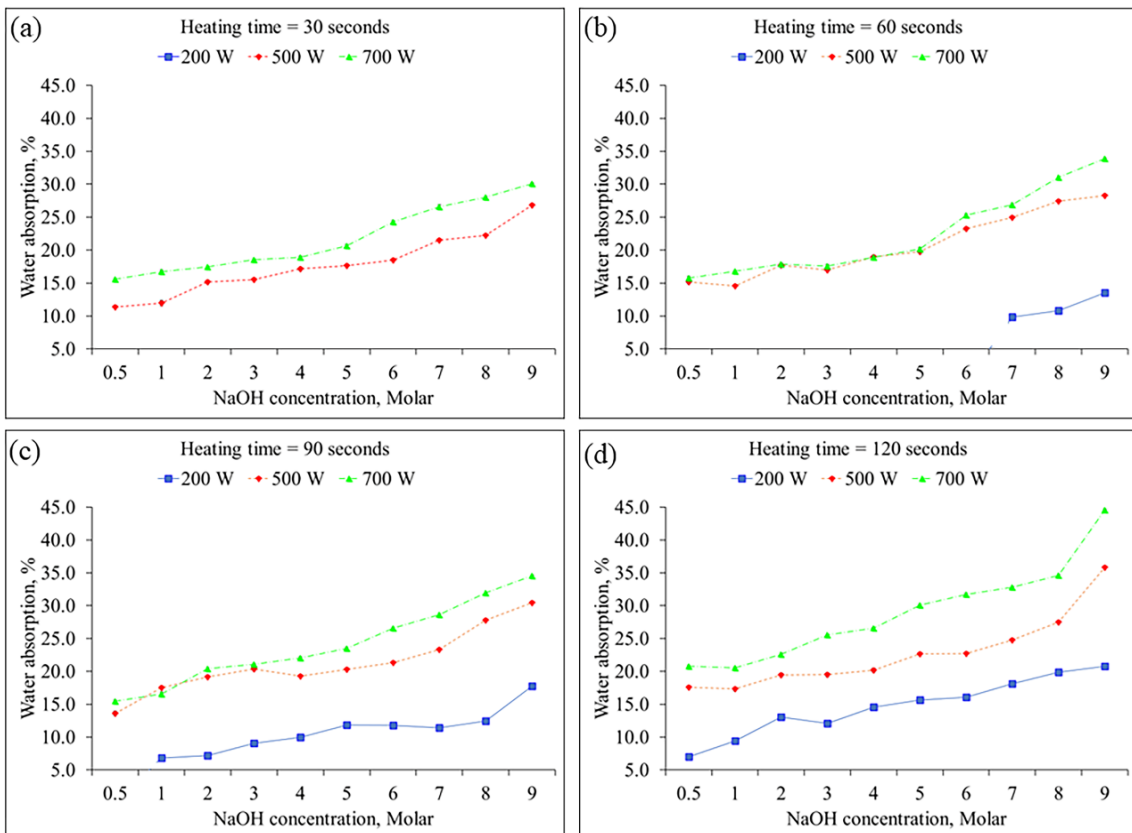 (a)
Heating time = 30 seconds
200 W 500 W 700 W
Water absorption, %
45.0
40.0
35.0
30.0
25.0
20.0
15.0
10.0
5.0
0.5 1 2 3 4 5 6 7 8 9
NaOH concentration, Molar
(b)
Heating time = 60 seconds
200 W 500 W 700 W
Water absorption, %
45.0
40.0
35.0
30.0
25.0
20.0
15.0
10.0
5.0
0.5 1 2 3 4 5 6 7 8 9
NaOH concentration, Molar
(c)
Heating time = 90 seconds
200 W 500 W 700 W
Water absorption, %
45.0
40.0
35.0
30.0
25.0
20.0
15.0
10.0
5.0
0.5 1 2 3 4 5 6 7 8 9
NaOH concentration, Molar
(d)
Heating time = 120 seconds
200 W 500 W 700 W
Water absorption, %
45.0
40.0
35.0
30.0
25.0
20.0
15.0
10.0
5.0
0.5 1 2 3 4 5 6 7 8 9
NaOH concentration, Molar